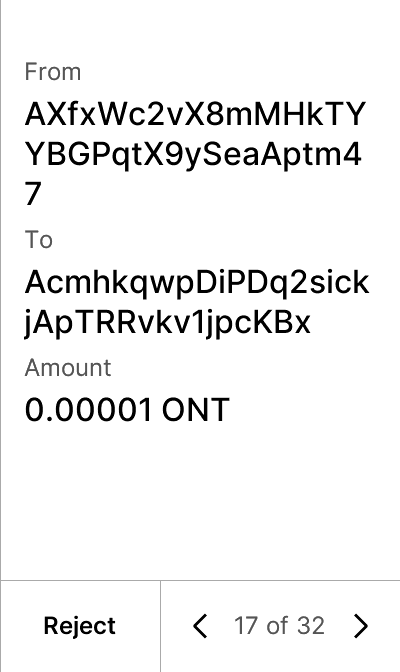 From
AXfxWc2vX8mMHkTY
YBGPqtX9ySeaAptm4
7
To
AcmhkqwpDiPDq2sick
jApTRRvkv1jpcKBx
Amount
0.00001 ONT
Reject
17 of 32